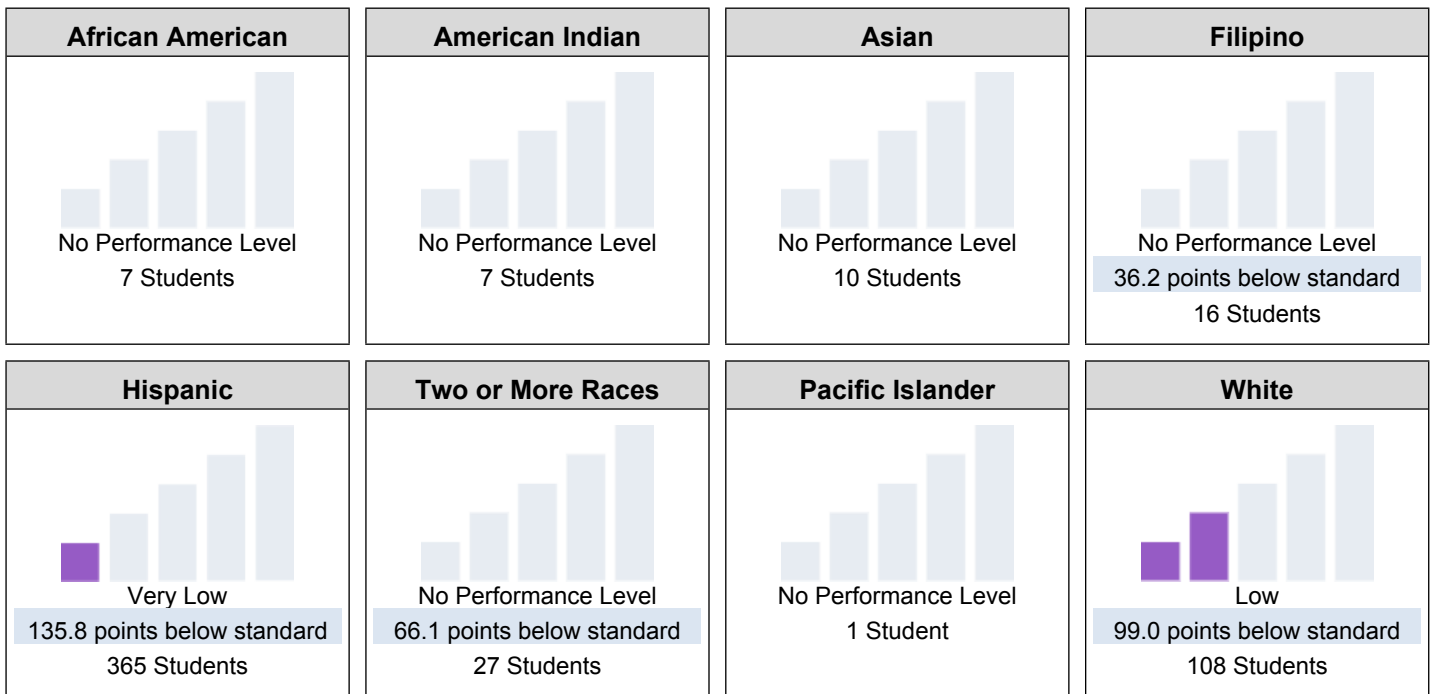 African American
No Performance Level
7 Students
American Indian
No Performance Level
7 Students
Asian
No Performance Level
10 Students
Filipino
No Performance Level
36.2 points below standard
16 Students
Hispanic
Very Low
135.8 points below standard
365 Students
Two or More Races
No Performance Level
66.1 points below standard
27 Students
Pacific Islander
No Performance Level
1 Student
White
Low
99.0 points below standard
108 Students